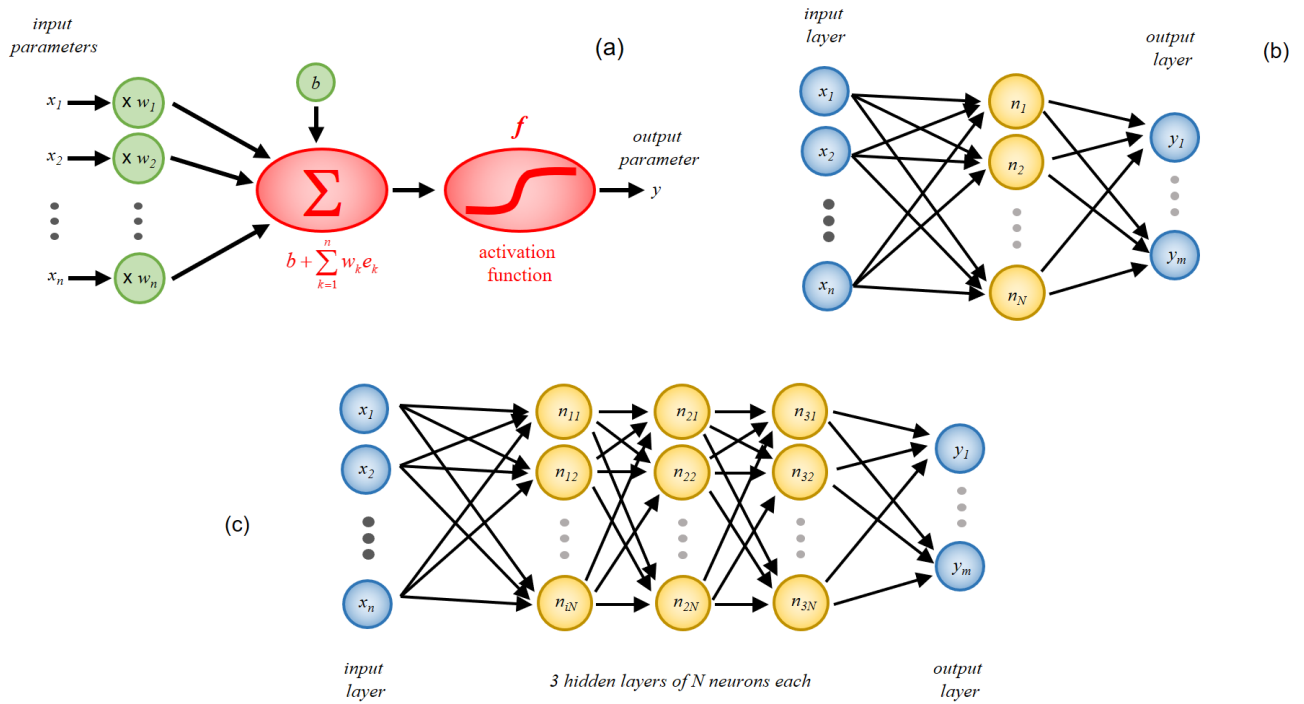 input
parameters
(a)
b
x1
x w1
x2
x w2
xn
x wn
Σ
b + n∑k=1 wk ek
f
activation
function
output
parameter
y
input
layer
output
layer
(b)
x1
x2
xn
n1
n2
nN
y1
ym
(c)
x1
x2
xn
n11
n12
niN
n21
n22
n2N
n31
n32
n3N
y1
ym
input
layer
3 hidden layers of N neurons each
output
layer